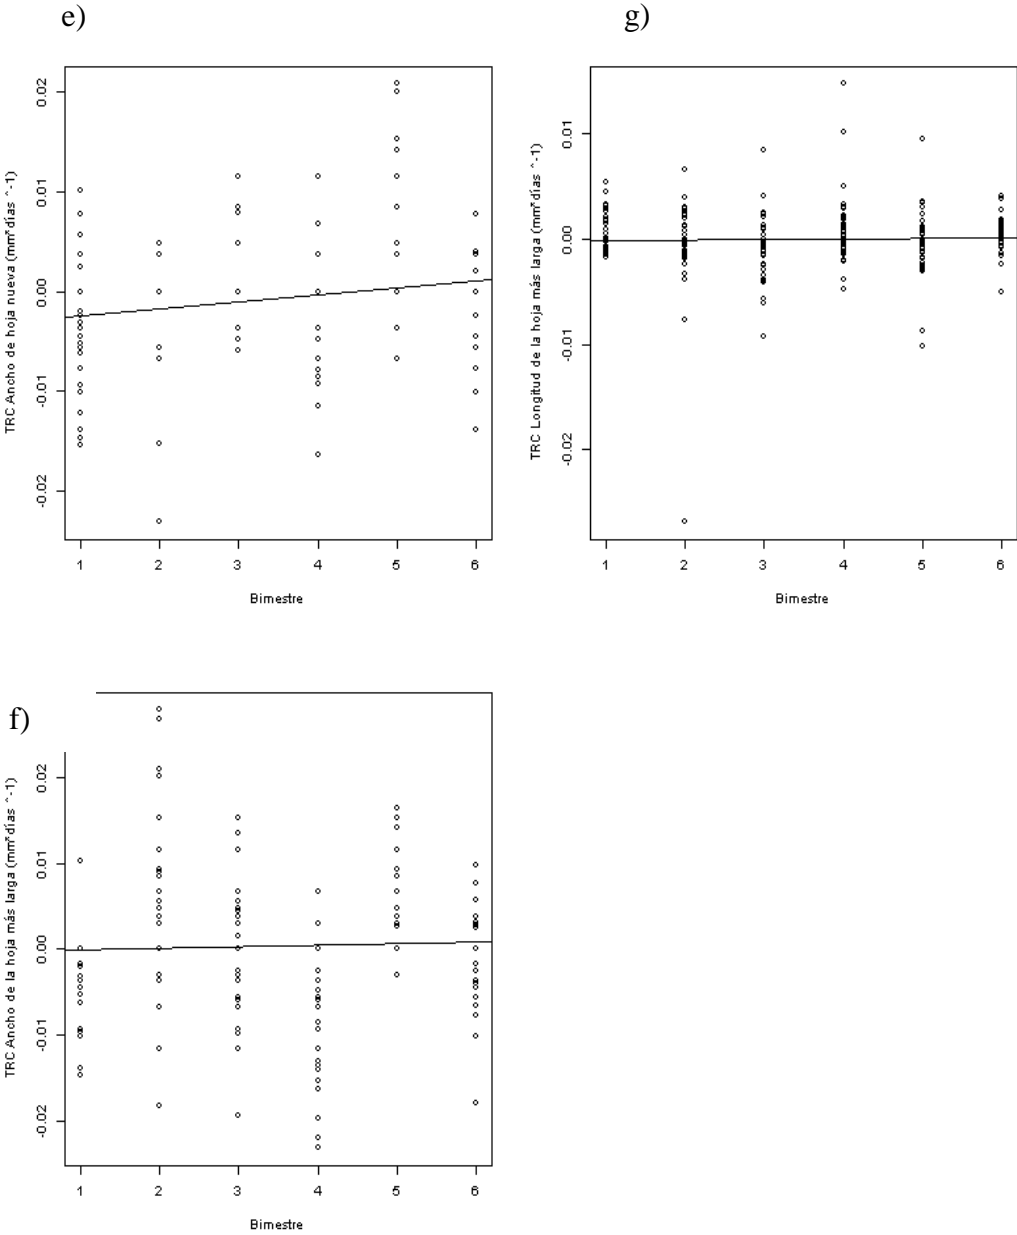 e)
TRC Ancho de hoja nueva (mm*días ^-1)
0.02
0.01
0.00
-0.01
-0.02
1 2 3 4 5 6
Bimestre
g)
TRC Longitud de la hoja más larga (mm*días ^-1)
0.01
0.00
-0.01
-0.02
1 2 3 4 5 6
Bimestre
f)
TRC Ancho de la hoja más larga (mm*días ^-1)
0.02
0.01
0.00
-0.01
-0.02
1 2 3 4 5 6
Bimestre